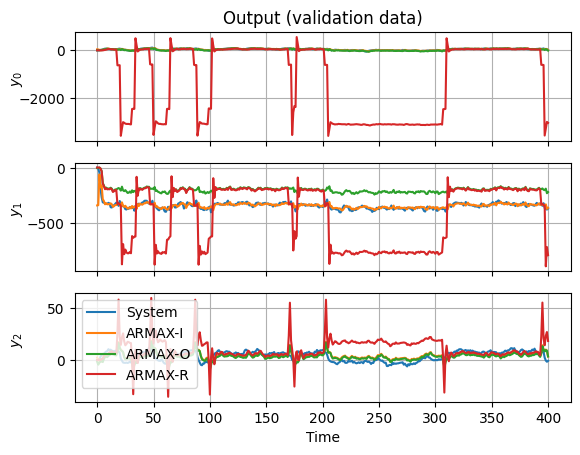 Output (validation data)
0
−2000
y0
0
−500
y1
50
0
y2
System
ARMAX-I
ARMAX-O
ARMAX-R
0 50 100 150 200 250 300 350 400
Time